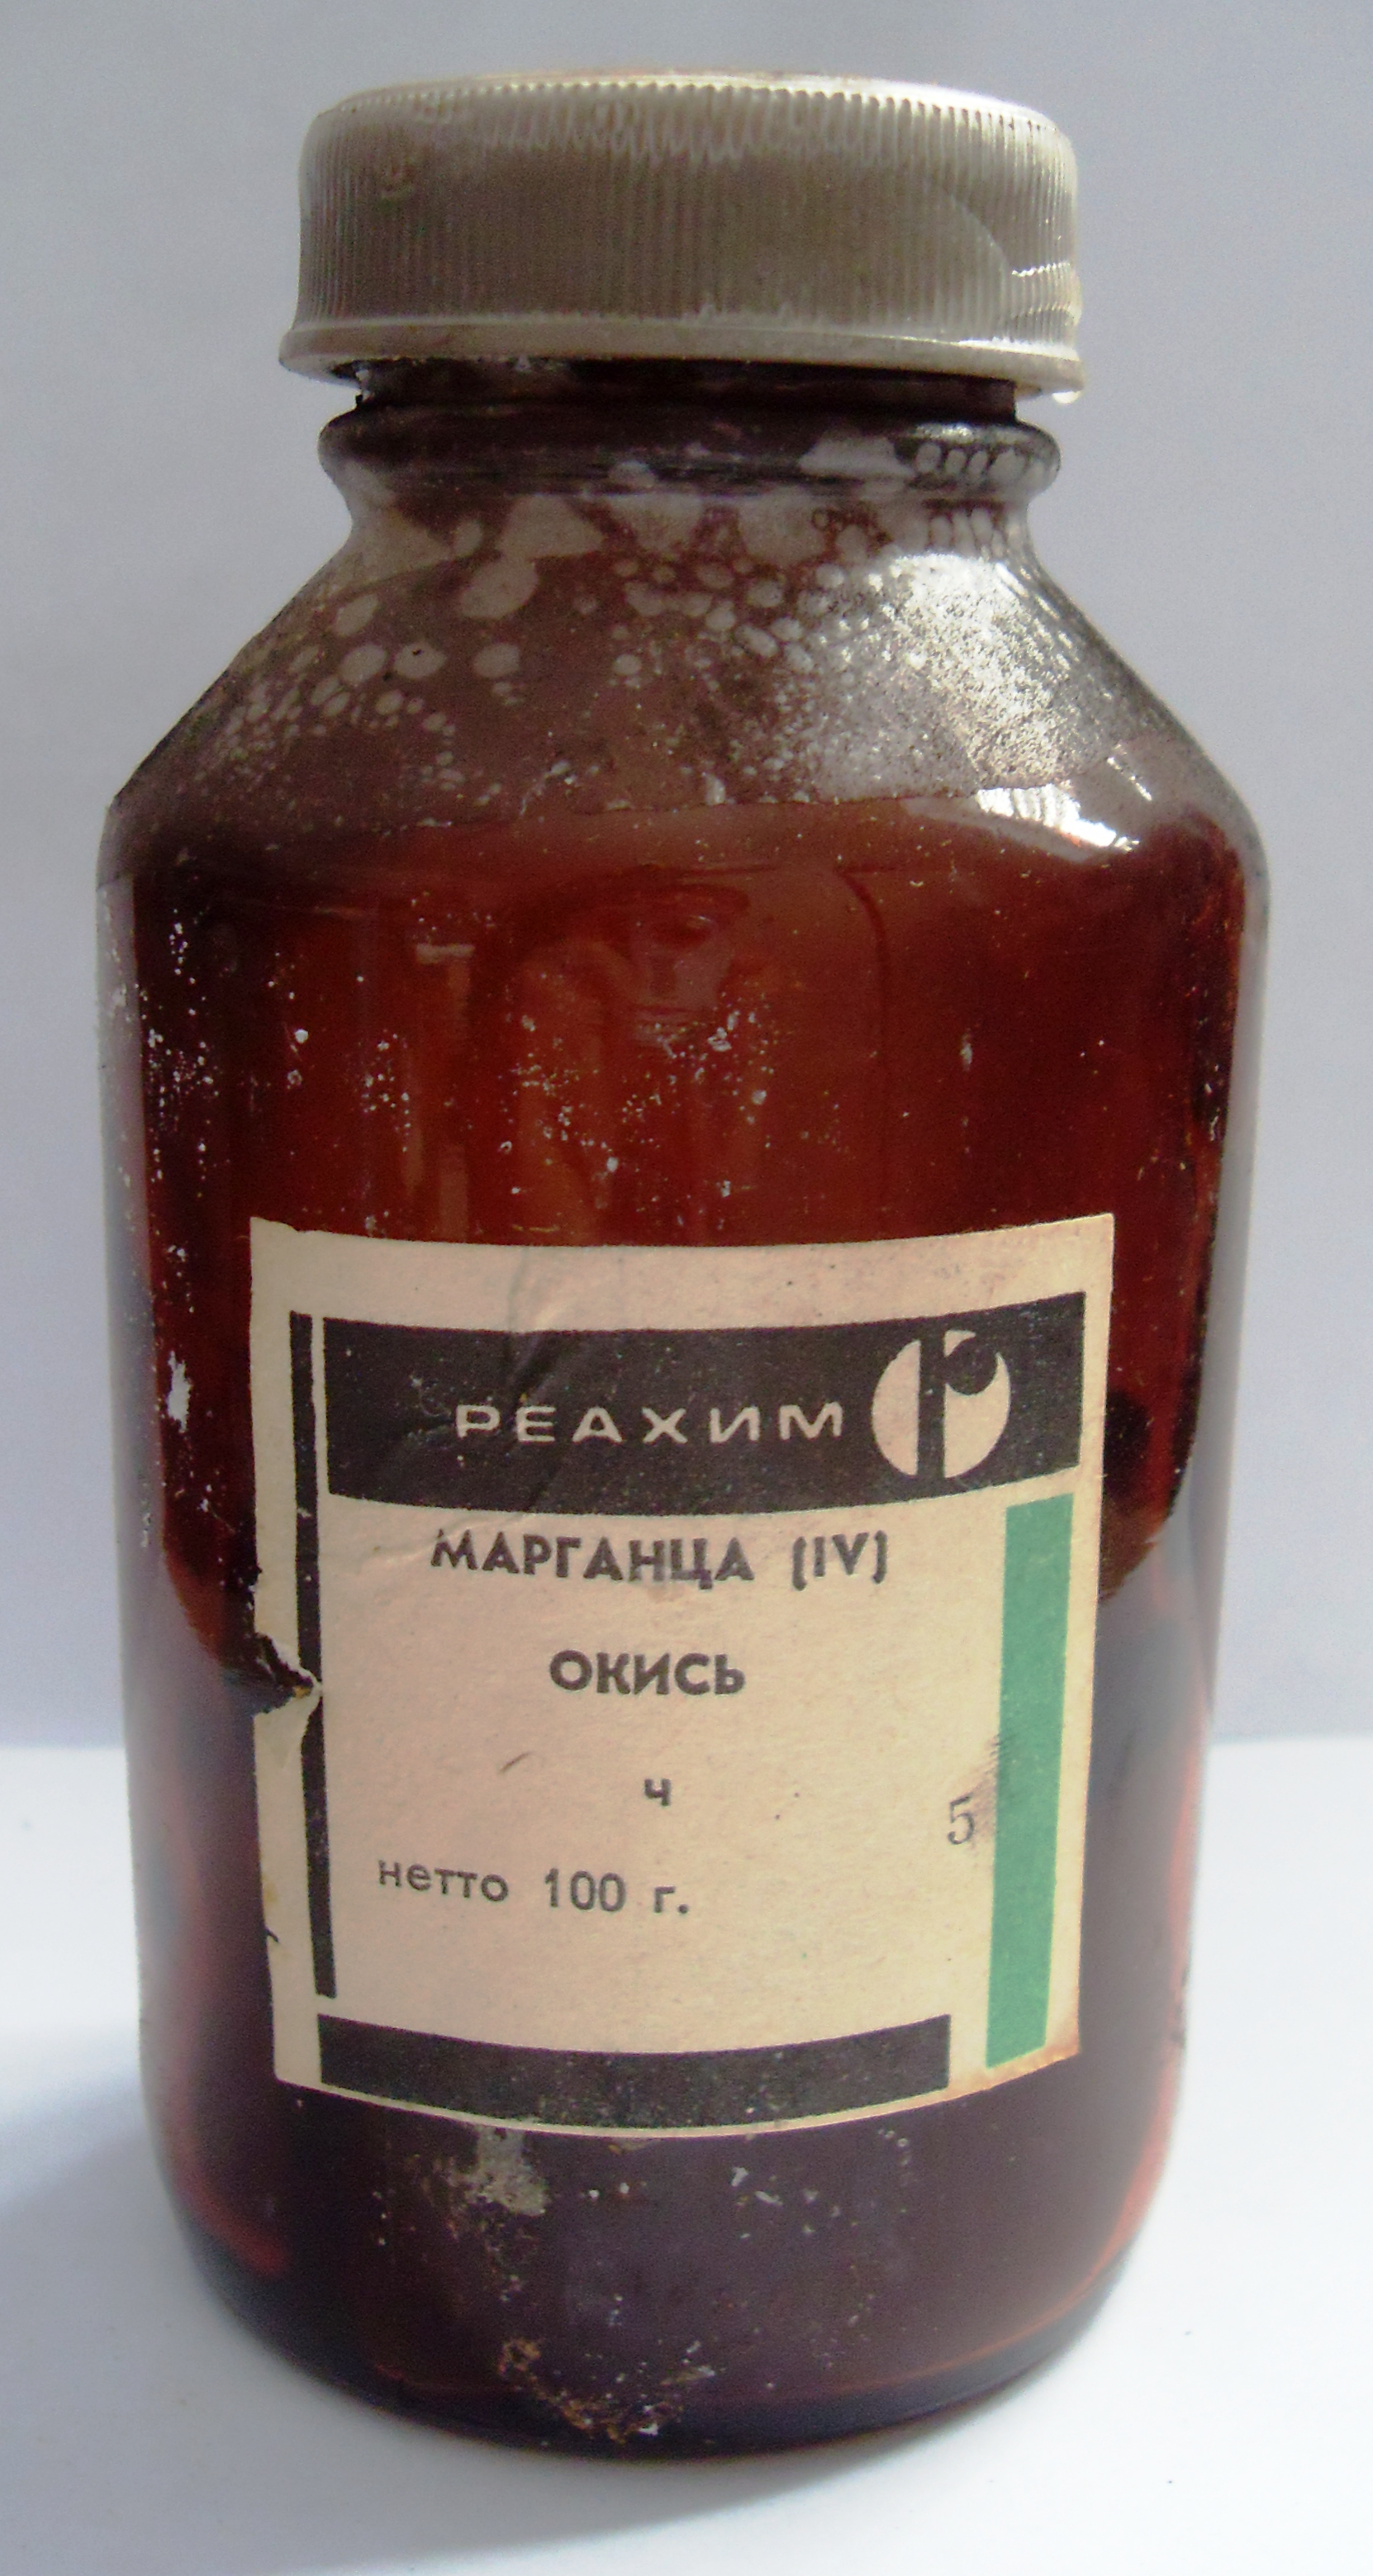 РЕАХИМ
МАРГАНЦА (IV)
ОКИСЬ
ч
5
нетто 100 г.